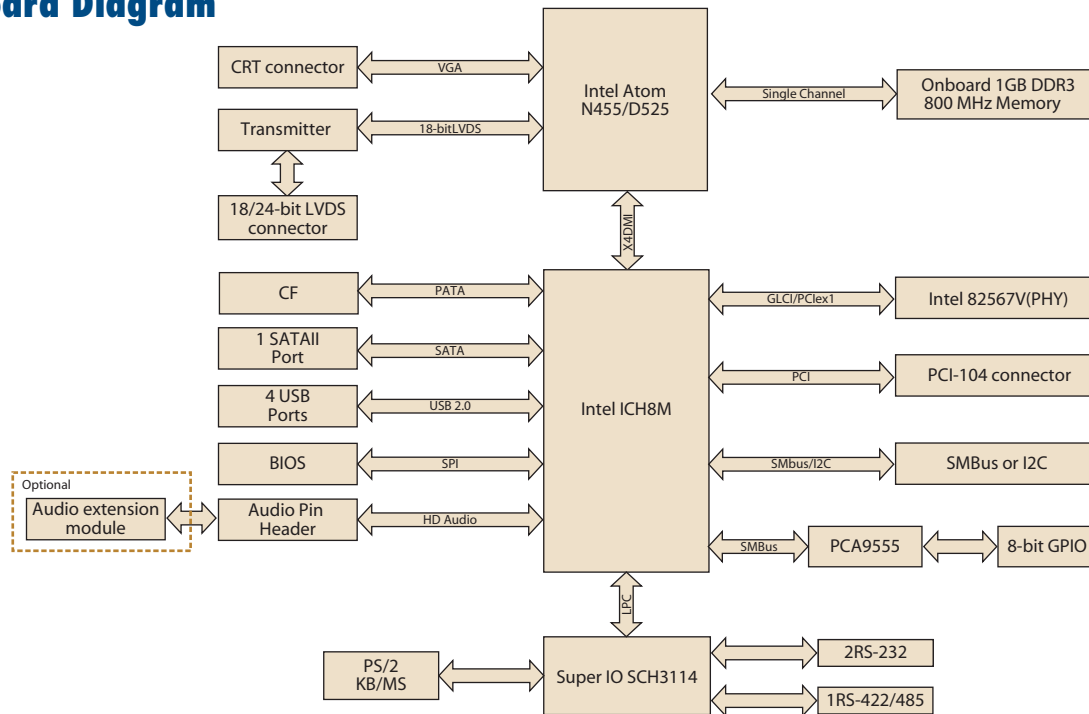 Diagram
CRT connector
VGA
Intel Atom
N455/D525
Single Channel
Onboard 1GB DDR3
800 MHz Memory
Transmitter
18-bitLVDS
18/24-bit LVDS
connector
X4DMI
CF
PATA
GLCI/PCIex1
Intel 82567V(PHY)
1 SATAII
Port
SATA
Intel ICH8M
PCI
PCI-104 connector
4 USB
Ports
USB 2.0
BIOS
SPI
SMbus/I2C
SMBus or I2C
Optional
Audio extension
module
Audio Pin
Header
HD Audio
SMBus
PCA9555
8-bit GPIO
LPC
PS/2
KB/MS
Super IO SCH3114
2RS-232
1RS-422/485